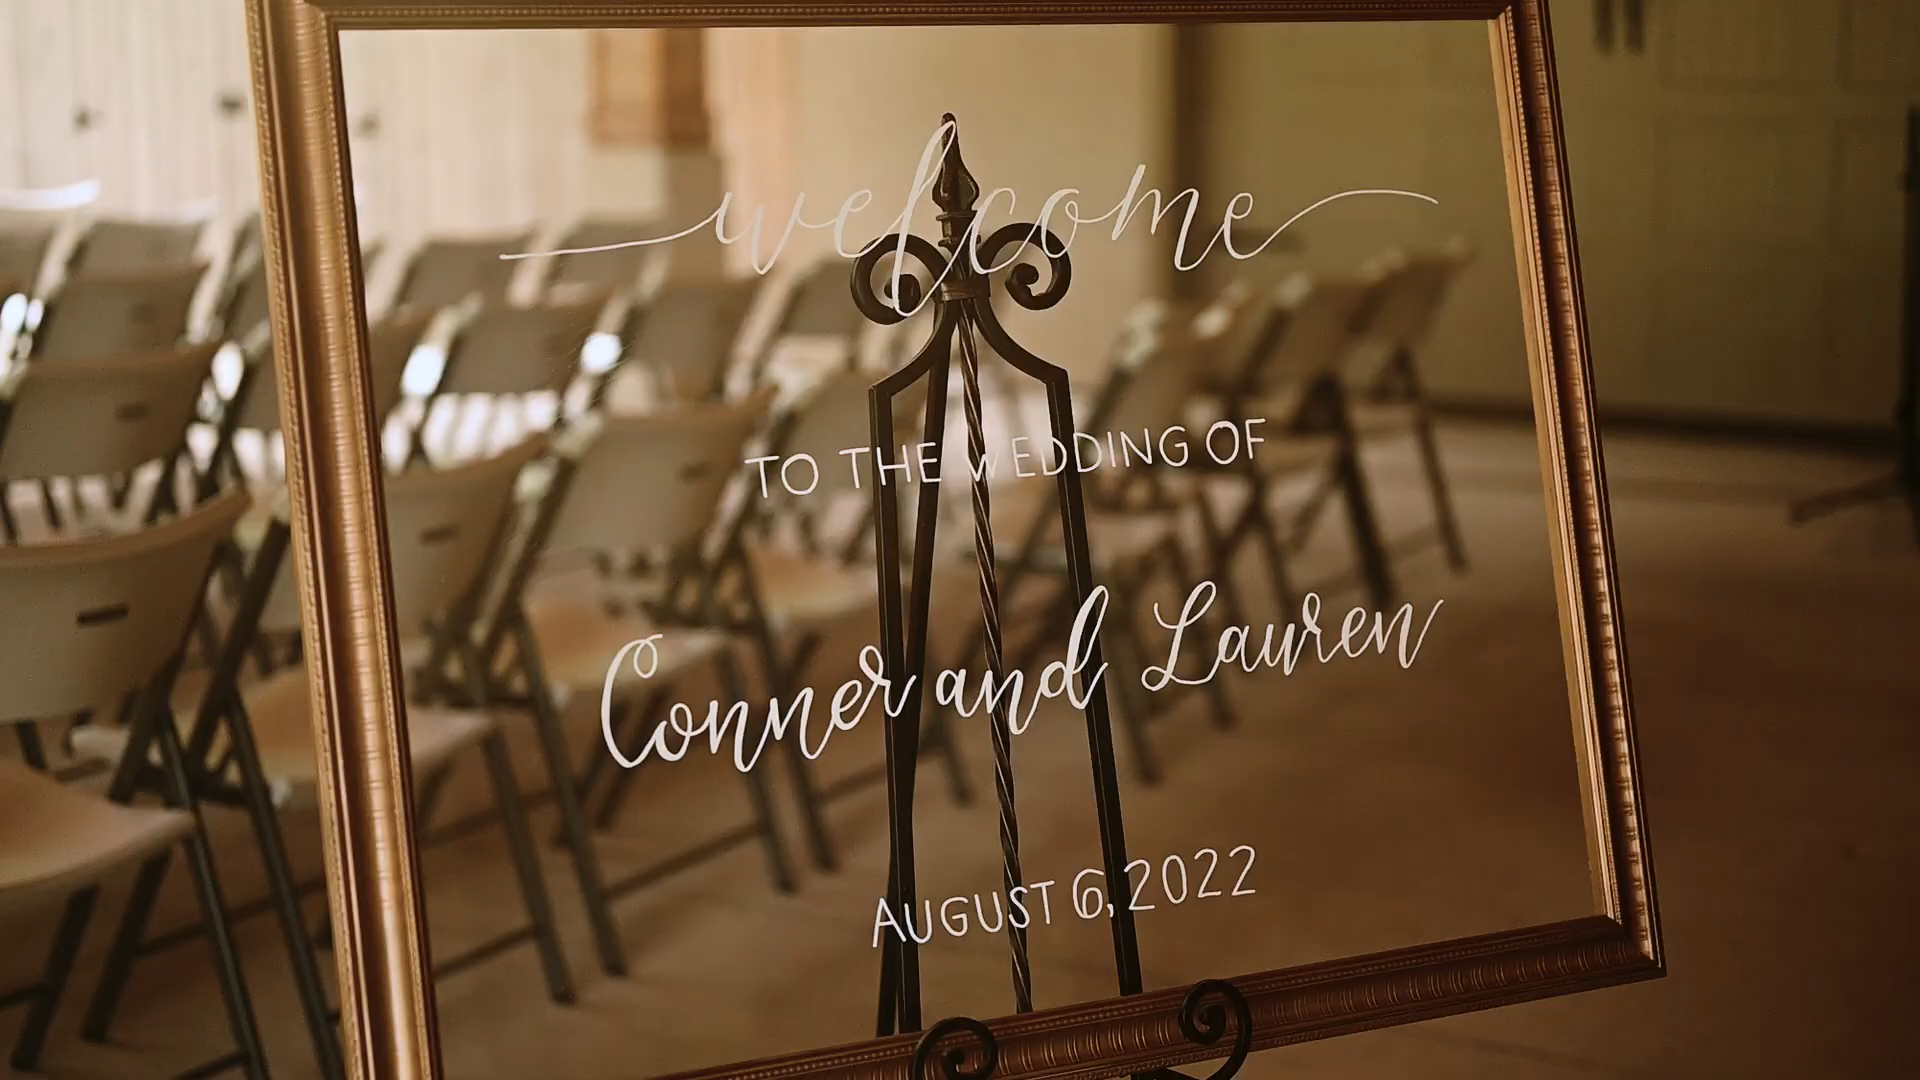 welcome
TO THE WEDDING OF
Conner and Lauren
AUGUST 6, 2022